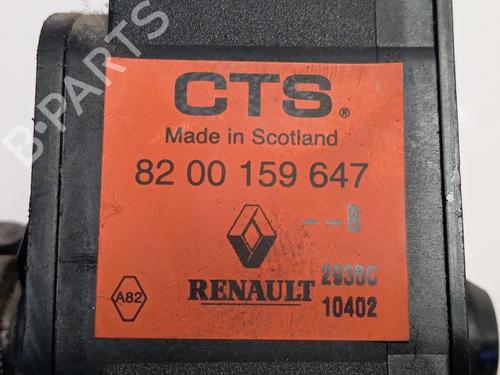 B-PARTS
CTS®
Made in Scotland
82 00 159 647
--B
RENAULT
A82
10402